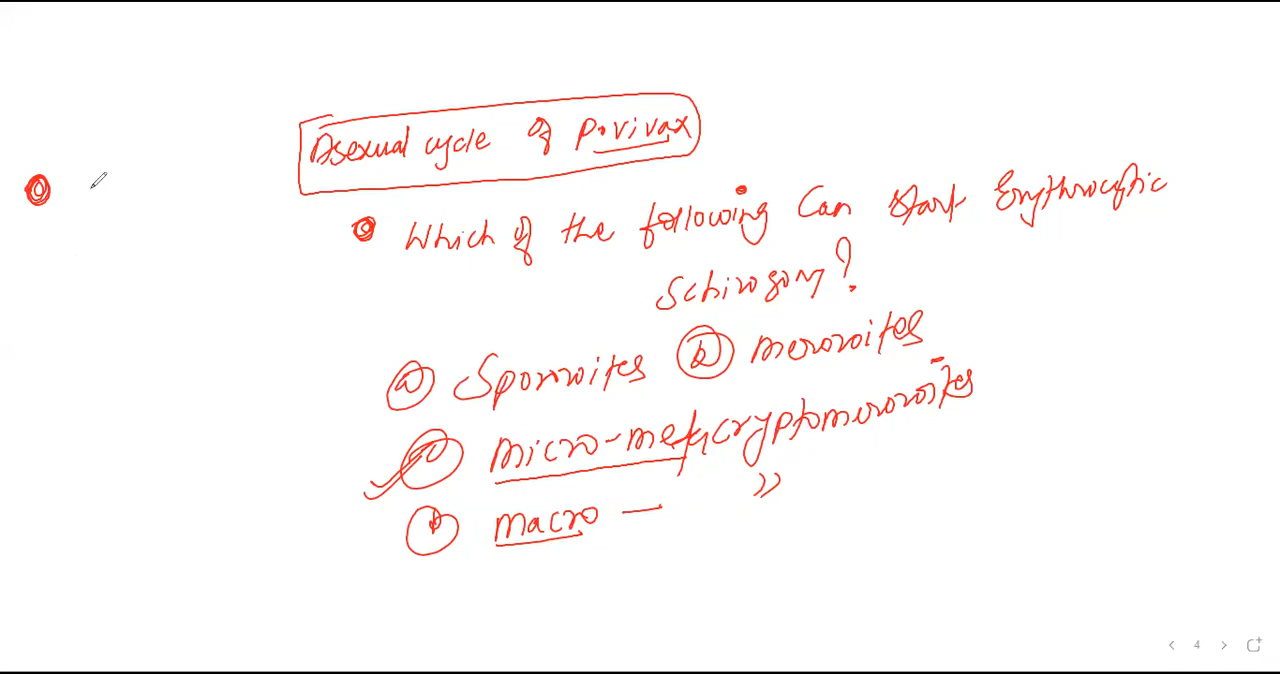 Asexual cycle of P. vivax
Which of the following can start Erythrocytic
Schizogony?
a Sporozoites b merozoites
c micro-metacryptomerozoites
D macro — "
4